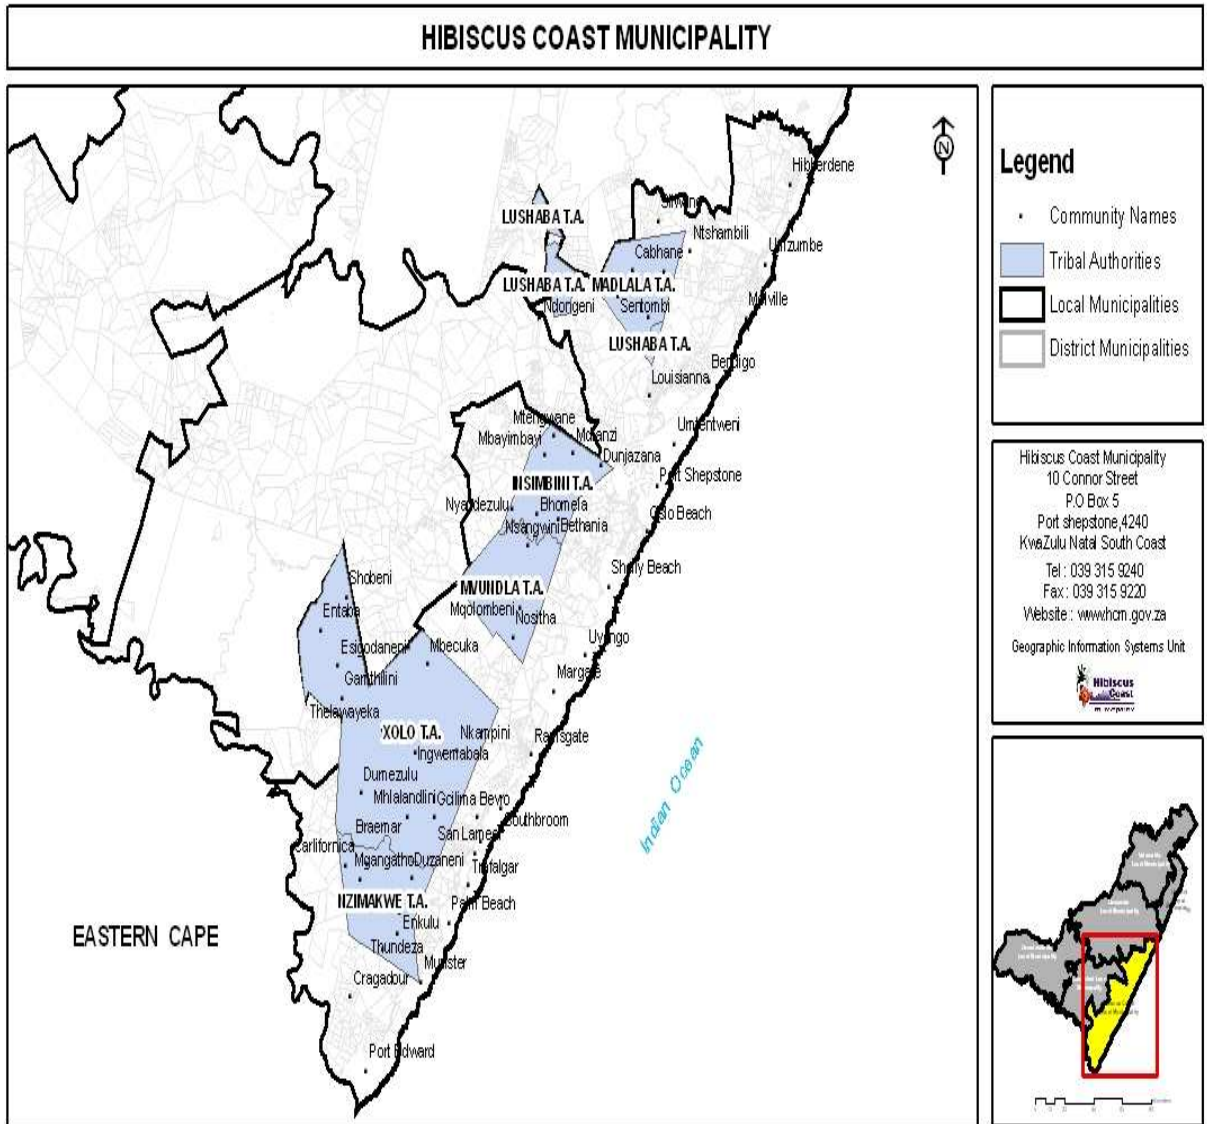 HIBISCUS COAST MUNICIPALITY
Hibberdene
LUSHABA T.A.
Ntshambili
Cabhane
Umzumbe
LUSHABA T.A.
MADLALA T.A.
Ndongeni
Sentombi
Melville
LUSHABA T.A.
Bendigo
Louisianna
Mtengwane
Umtentweni
Mbayimbayi
Mdlanzi
Dunjazana
Port Shepstone
INSIMBINI T.A.
Nyandezulu
Bhomela
Oslo Beach
Nsangwini
Bethania
Shelly Beach
Shobeni
MVUNDLA T.A.
Entaba
Mqolombeni
Nositha
Uvongo
Esigodaneni
Mbecuka
Margate
Gamthilini
Thelawayeka
XOLO T.A.
Nkampini
Ramsgate
Ingwemabala
Dumezulu
Mhlalandlini
Gcilima
Bevro
Southbroom
Braemar
San Lameer
Carlifornica
Mgangatho
Duzaneni
Trafalgar
NZIMAKWE T.A.
Palm Beach
Enkulu
EASTERN CAPE
Thundeza
Munster
Cragadour
Port Edward
Indian Ocean
N
Legend
Community Names
Tribal Authorities
Local Municipalities
District Municipalities
Hibiscus Coast Municipality
10 Connor Street
P.O Box 5
Port shepstone,4240
KwaZulu Natal South Coast
Tel : 039 315 9240
Fax : 039 315 9220
Website : www.hcm.gov.za
Geographic Information Systems Unit
Hibiscus
Coast